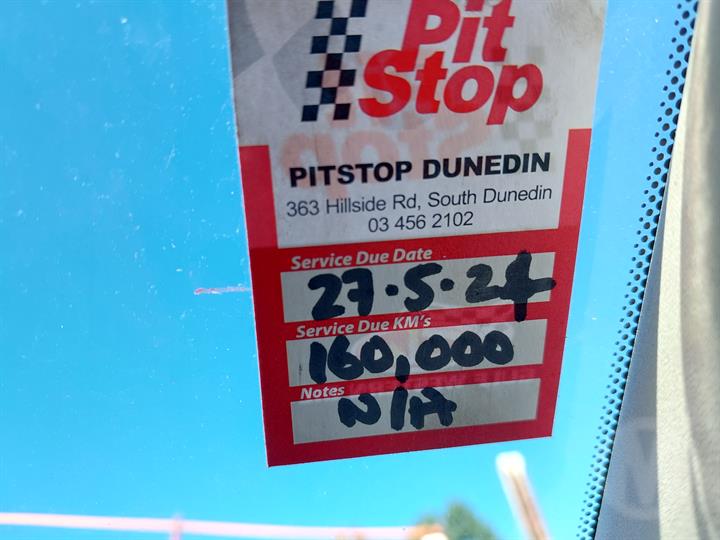 Pit
Stop
PITSTOP DUNEDIN
363 Hillside Rd, South Dunedin
03 456 2102
Service Due Date
27.5.24
Service Due KM's
160,000
Notes
N/A